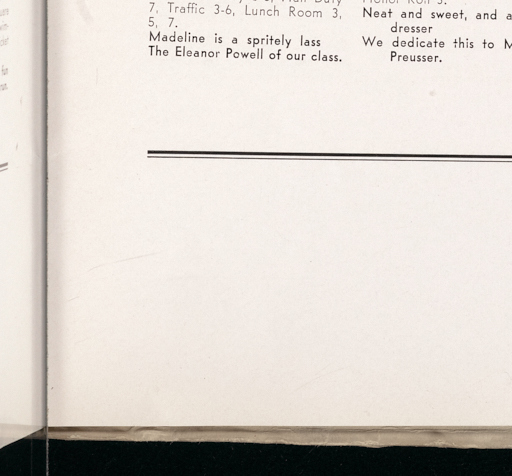 7, Traffic 3-6, Lunch Room 3,
5, 7.
Madeline is a spritely lass
The Eleanor Powell of our class.
Neat and sweet, and a
dresser
We dedicate this to M
Preusser.